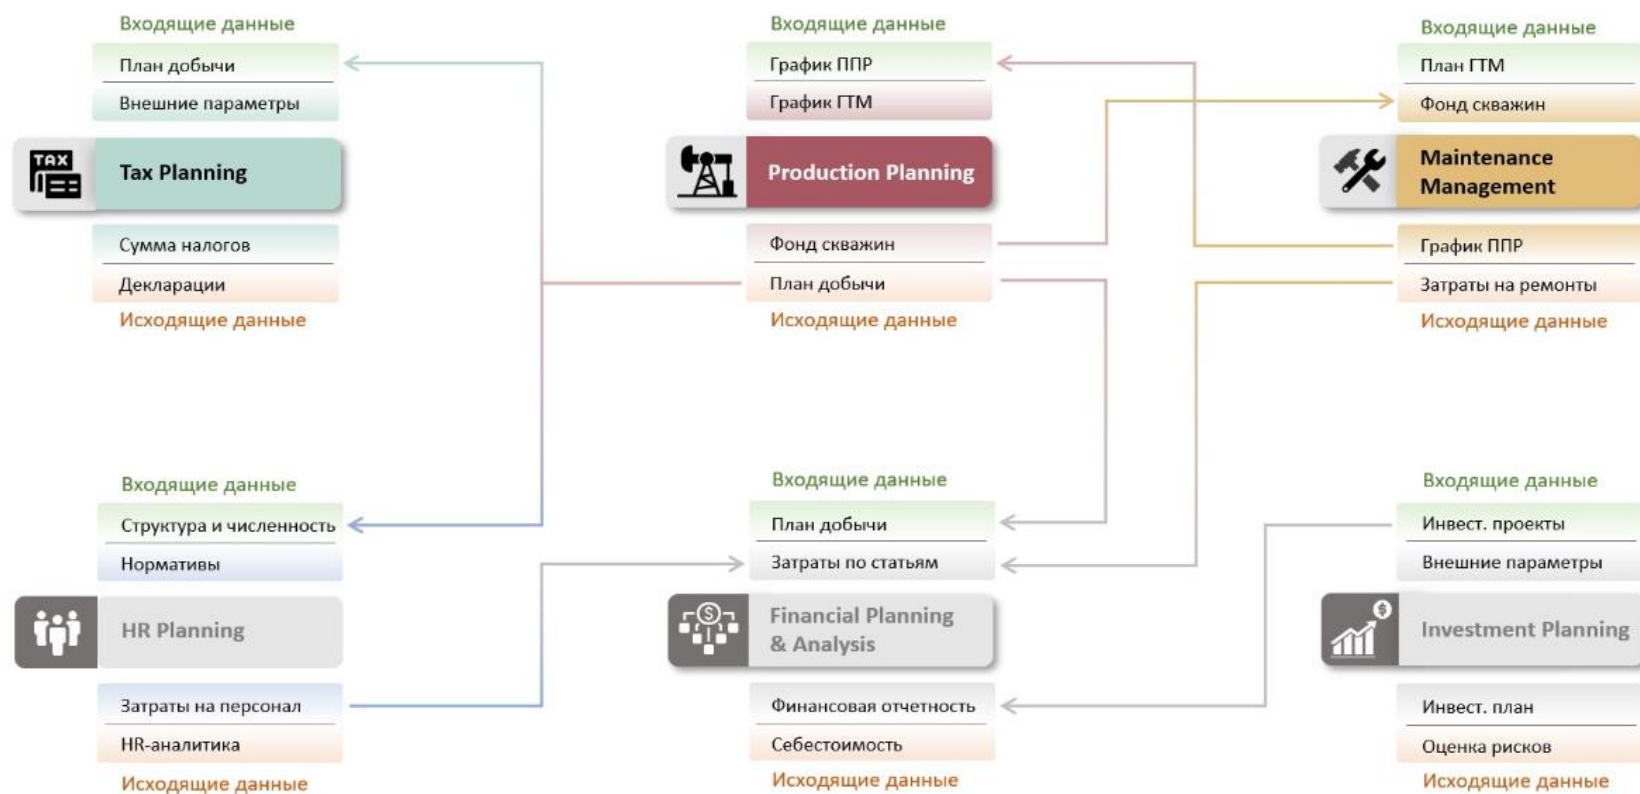 Входящие данные
План добычи
Внешние параметры
TAX
Tax Planning
Сумма налогов
Декларации
Исходящие данные
Входящие данные
График ППР
График ГТМ
Production Planning
Фонд скважин
План добычи
Исходящие данные
Входящие данные
План ГТМ
Фонд скважин
Maintenance
Management
График ППР
Затраты на ремонты
Исходящие данные
Входящие данные
Структура и численность
Нормативы
HR Planning
Затраты на персонал
HR-аналитика
Исходящие данные
Входящие данные
План добычи
Затраты по статьям
$
Financial Planning
& Analysis
Финансовая отчетность
Себестоимость
Исходящие данные
Входящие данные
Инвест. проекты
Внешние параметры
$
Investment Planning
Инвест. план
Оценка рисков
Исходящие данные